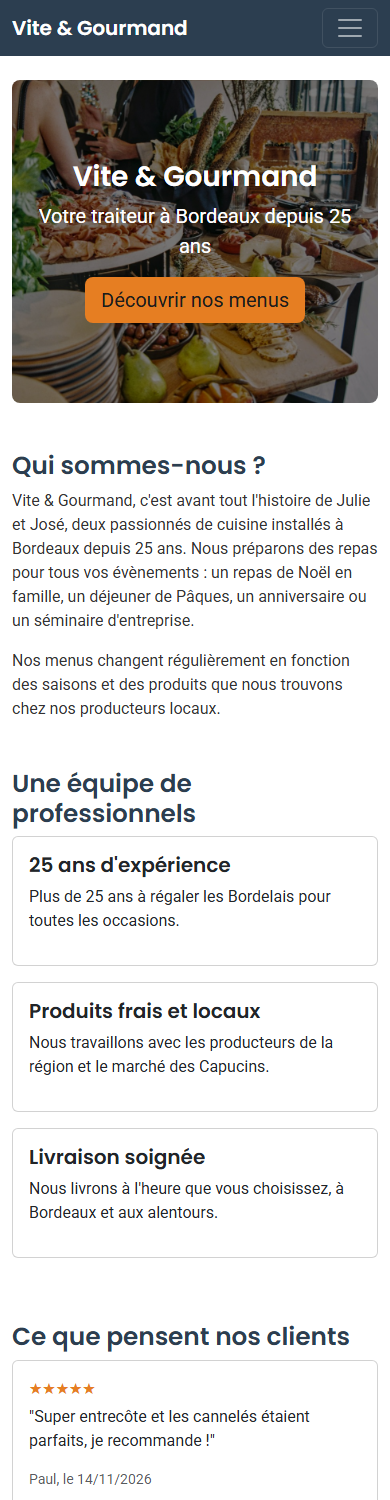 Vite & Gourmand
Vite & Gourmand
Votre traiteur à Bordeaux depuis 25
ans
Découvrir nos menus
Qui sommes-nous ?
Vite & Gourmand, c'est avant tout l'histoire de Julie
et José, deux passionnés de cuisine installés à
Bordeaux depuis 25 ans. Nous préparons des repas
pour tous vos évènements : un repas de Noël en
famille, un déjeuner de Pâques, un anniversaire ou
un séminaire d'entreprise.
Nos menus changent régulièrement en fonction
des saisons et des produits que nous trouvons
chez nos producteurs locaux.
Une équipe de
professionnels
25 ans d'expérience
Plus de 25 ans à régaler les Bordelais pour
toutes les occasions.
Produits frais et locaux
Nous travaillons avec les producteurs de la
région et le marché des Capucins.
Livraison soignée
Nous livrons à l'heure que vous choisissez, à
Bordeaux et aux alentours.
Ce que pensent nos clients
★★★★★
"Super entrecôte et les cannelés étaient
parfaits, je recommande !"
Paul, le 14/11/2026